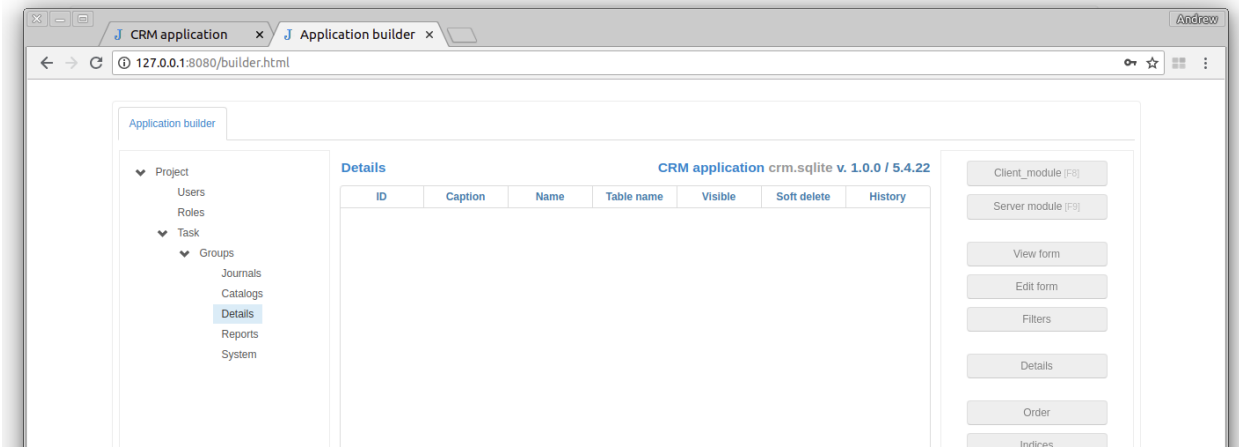 Andrew
J CRM application × J Application builder ×
127.0.0.1:8080/builder.html
Application builder
Project
Users
Roles
Task
Groups
Journals
Catalogs
Details
Reports
System
Details CRM application crm.sqlite v. 1.0.0 / 5.4.22
ID Caption Name Table name Visible Soft delete History
Client_module [F8]
Server module [F9]
View form
Edit form
Filters
Details
Order
Indices